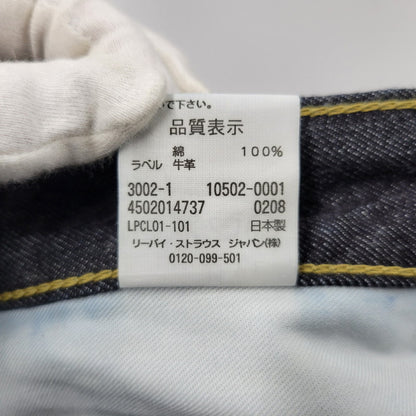 で下さい。
品質表示
綿 100%
ラベル 牛革
3002-1 10502-0001
4502014737 0208
LPCL01-101 日本製
リーバイ・ストラウス ジャパン(株)
0120-099-501